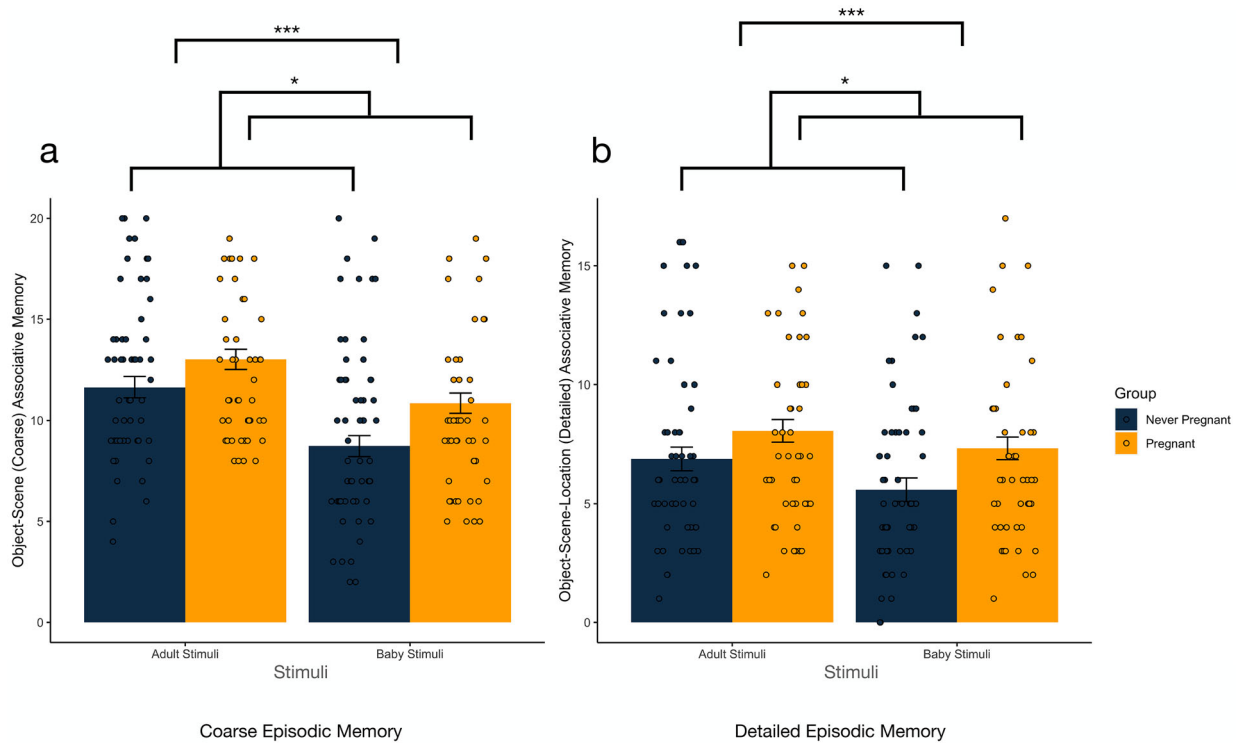 ***
*
a
Object-Scene (Coarse) Associative Memory
20
15
10
5
0
Adult Stimuli
Baby Stimuli
Stimuli
Coarse Episodic Memory
***
*
b
Object-Scene-Location (Detailed) Associative Memory
15
10
5
0
Adult Stimuli
Baby Stimuli
Stimuli
Detailed Episodic Memory
Group
Never Pregnant
Pregnant